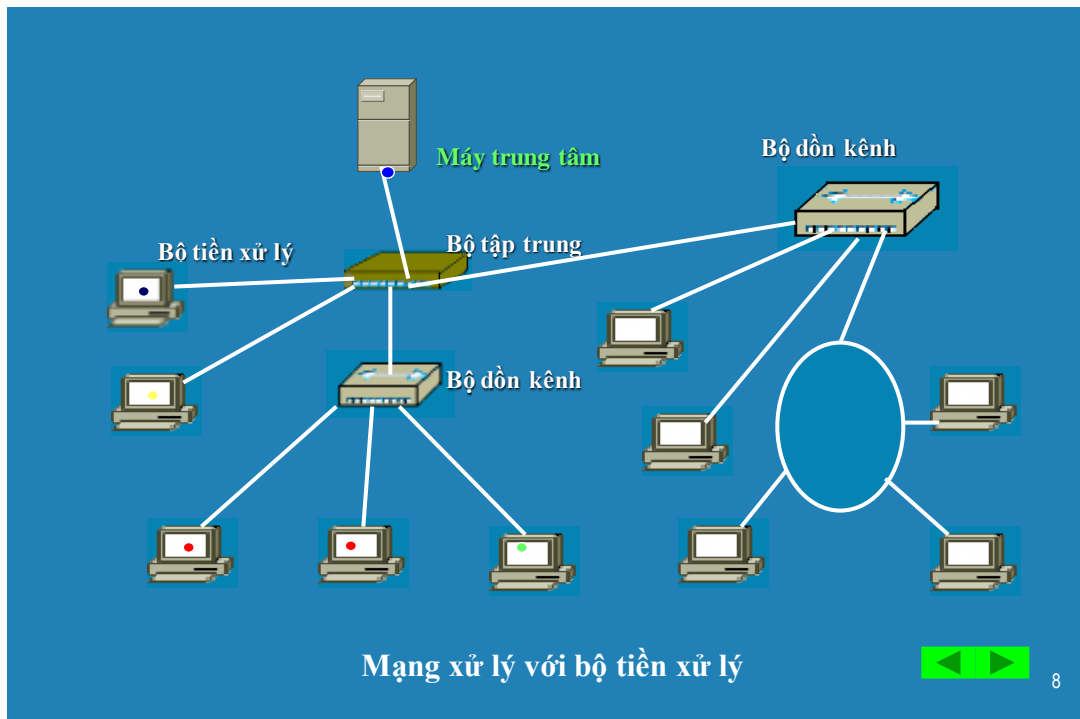 Máy trung tâm
Bộ dồn kênh
Bộ tiền xử lý
Bộ tập trung
Bộ dồn kênh
Mạng xử lý với bộ tiền xử lý
8